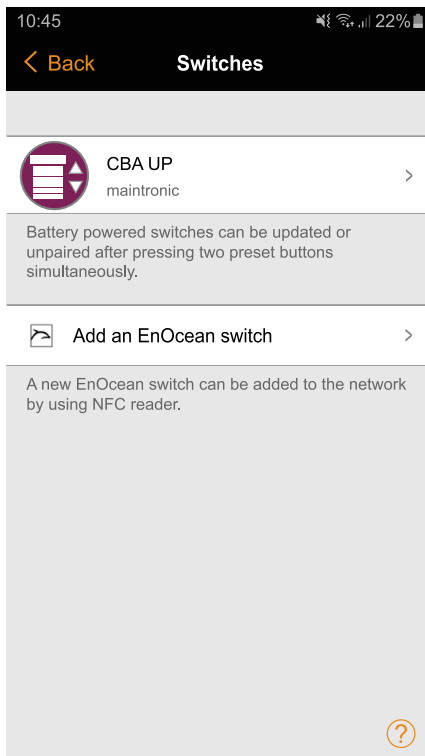 10:45
22%
Back
Switches
CBA UP
maintronic
Battery powered switches can be updated or
unpaired after pressing two preset buttons
simultaneously.
Add an EnOcean switch
A new EnOcean switch can be added to the network
by using NFC reader.
?